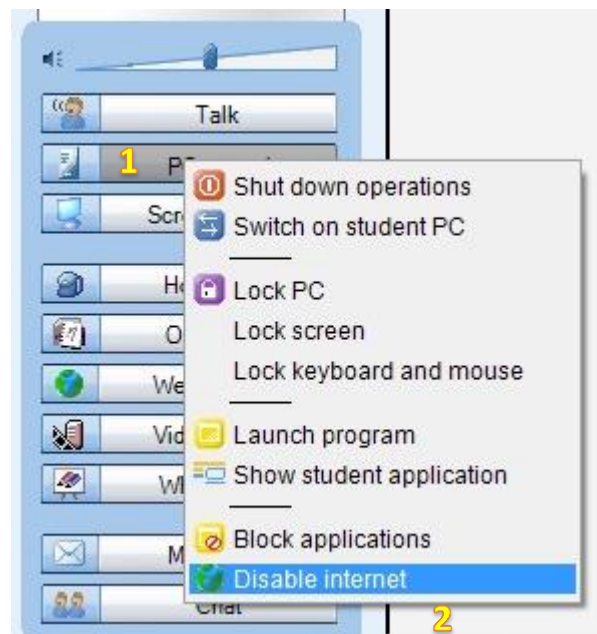 Talk
1
Shut down operations
Switch on student PC
Lock PC
Lock screen
Lock keyboard and mouse
Launch program
Show student application
Block applications
Disable internet
Chat
2